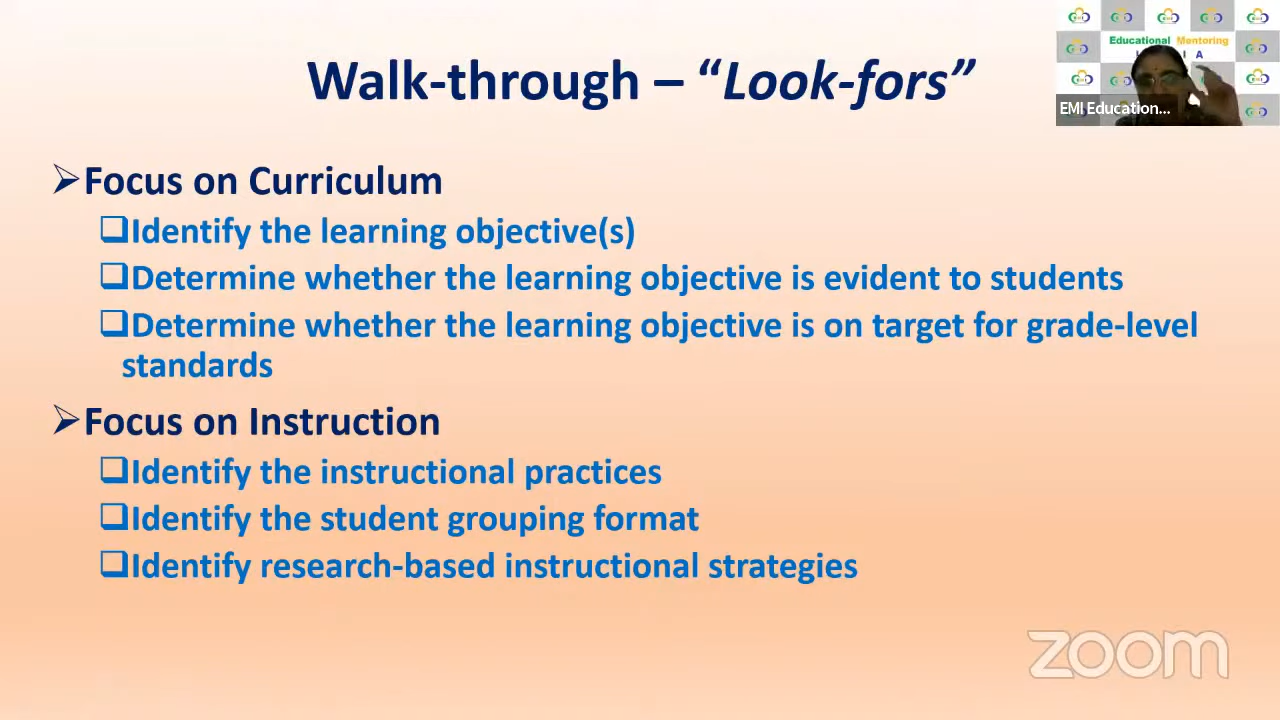 Walk-through – “Look-fors”
Educational Mentoring
I A
EMI Education...
Focus on Curriculum
Identify the learning objective(s)
Determine whether the learning objective is evident to students
Determine whether the learning objective is on target for grade-level
standards
Focus on Instruction
Identify the instructional practices
Identify the student grouping format
Identify research-based instructional strategies
zoom